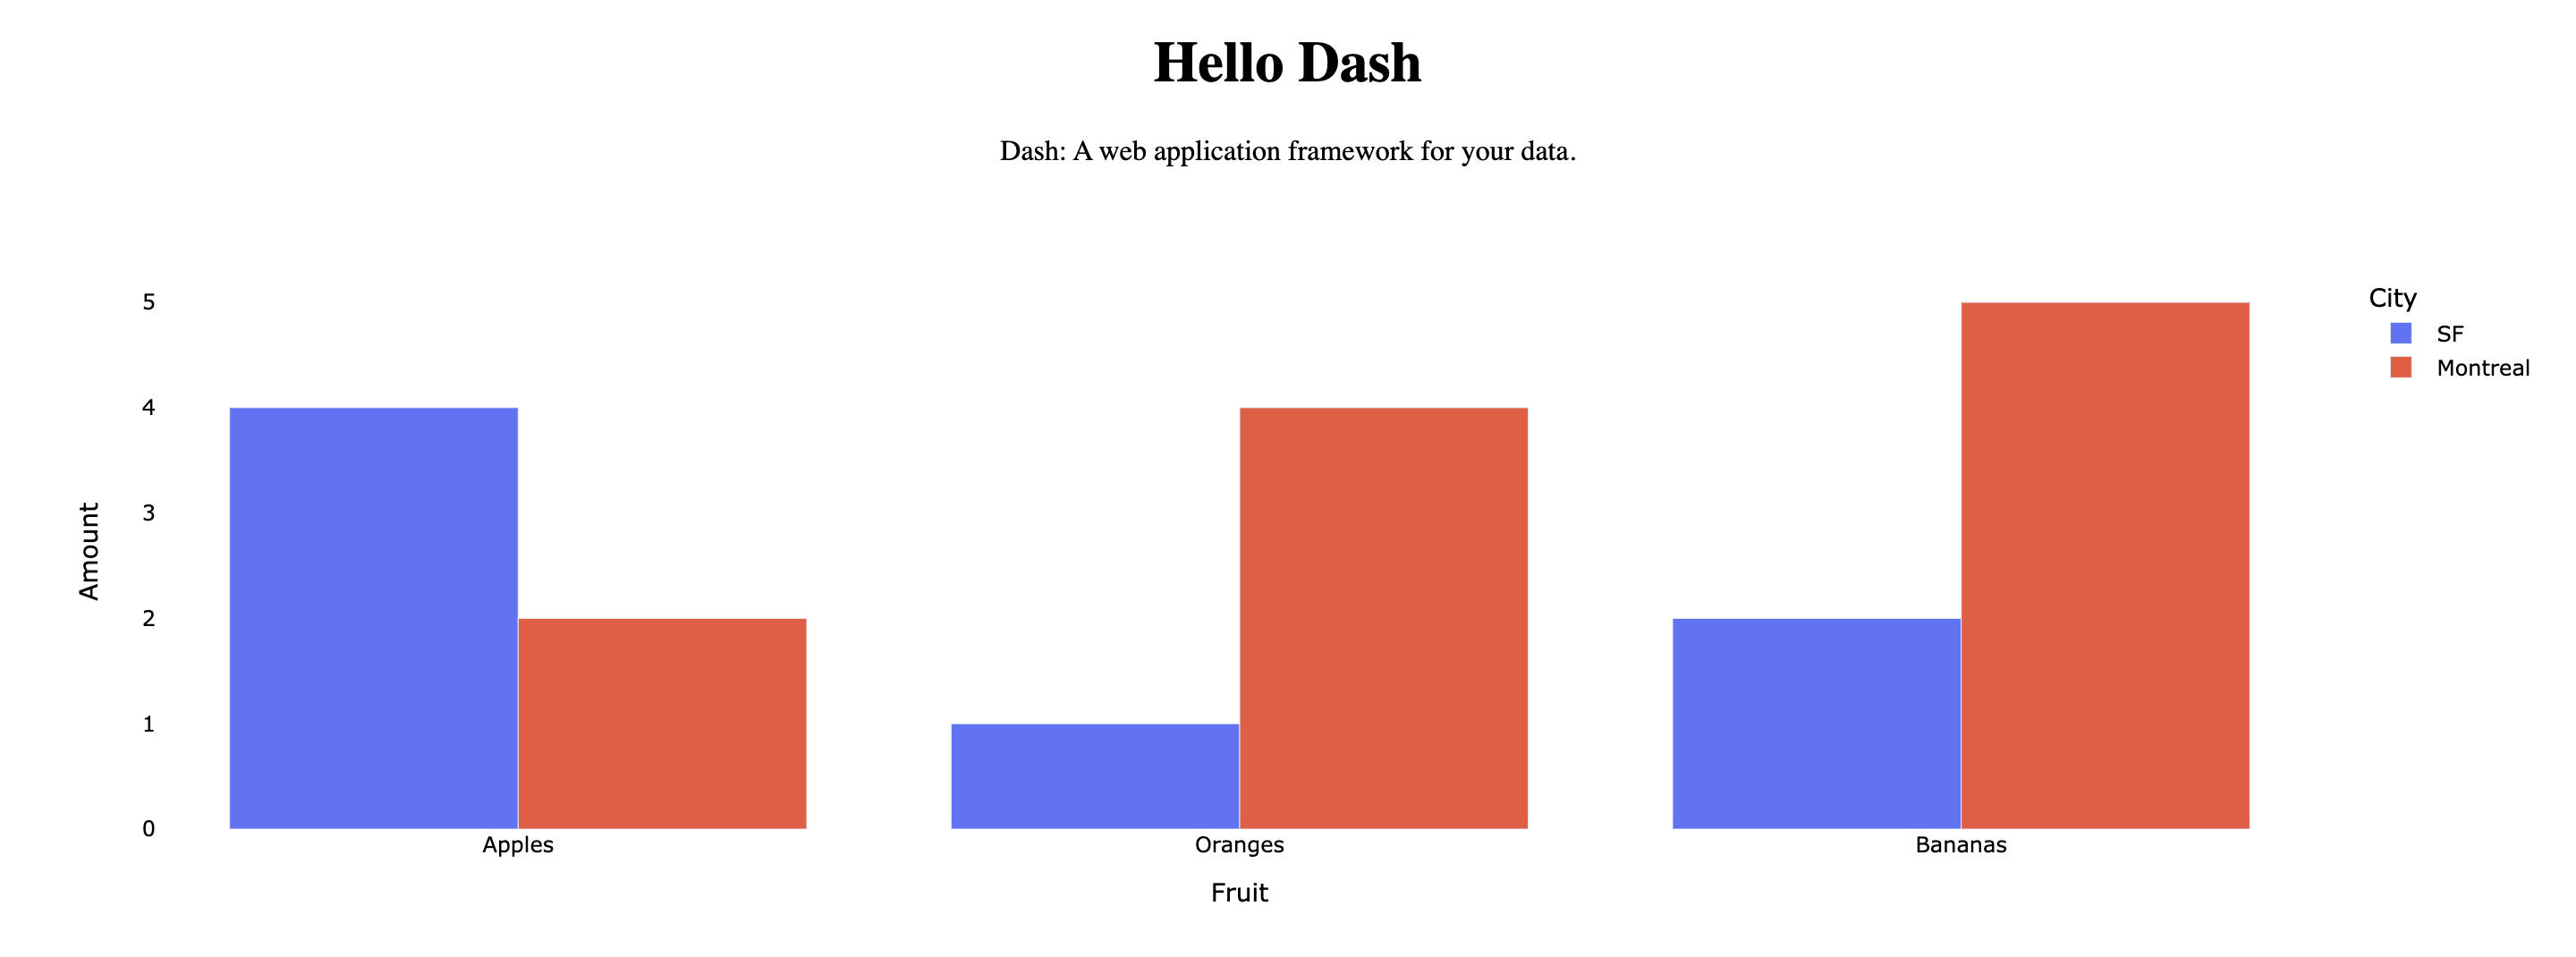 Hello Dash
Dash: A web application framework for your data.
City
SF
Montreal
5
4
3
2
1
0
Amount
Apples
Oranges
Bananas
Fruit